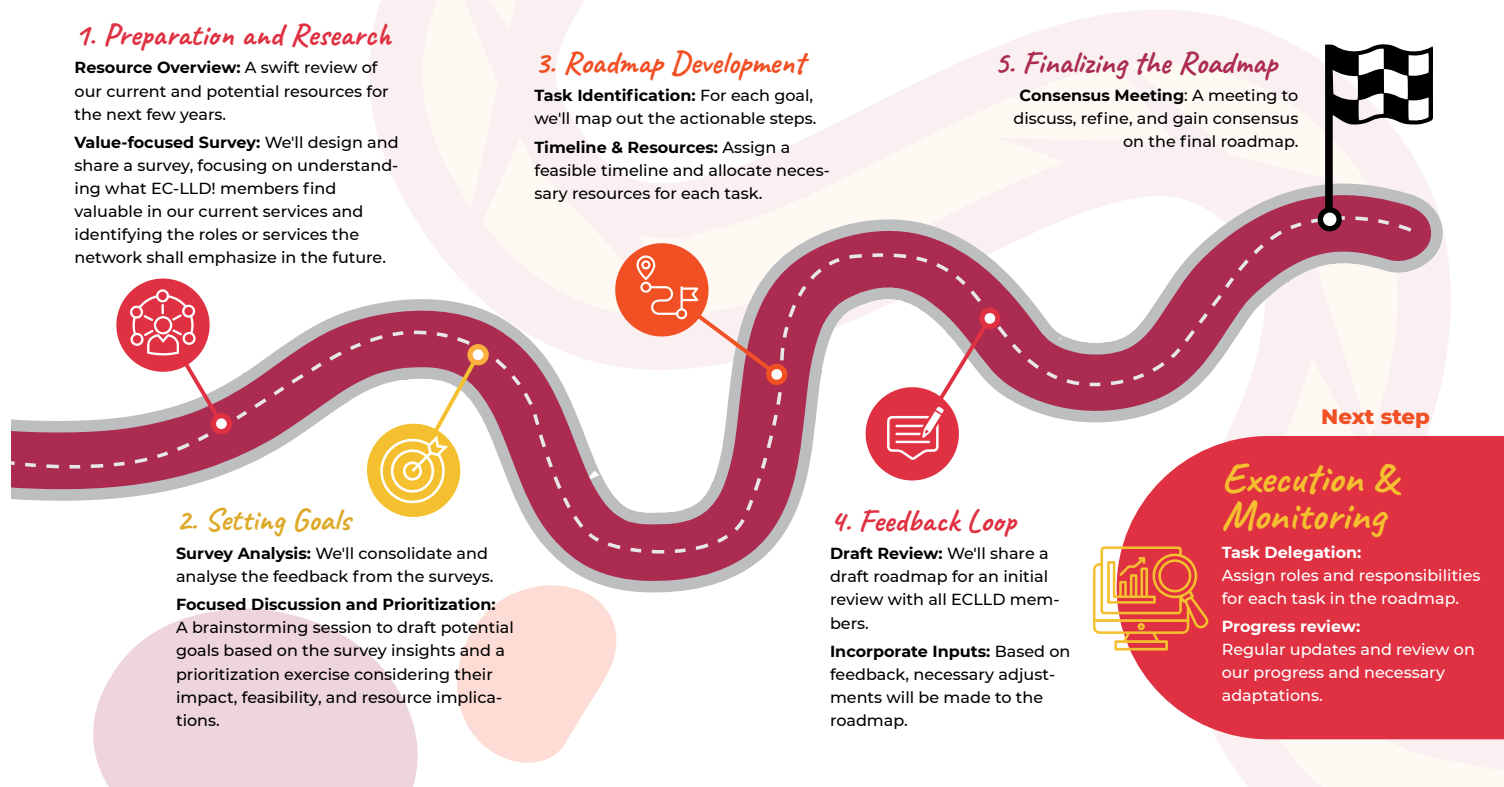 1. Preparation and Research
Resource Overview: A swift review of
our current and potential resources for
the next few years.
Value-focused Survey: We'll design and
share a survey, focusing on understand-
ing what EC-LLD! members find
valuable in our current services and
identifying the roles or services the
network shall emphasize in the future.
2. Setting Goals
Survey Analysis: We'll consolidate and
analyse the feedback from the surveys.
Focused Discussion and Prioritization:
A brainstorming session to draft potential
goals based on the survey insights and a
prioritization exercise considering their
impact, feasibility, and resource implica-
tions.
3. Roadmap Development
Task Identification: For each goal,
we'll map out the actionable steps.
Timeline & Resources: Assign a
feasible timeline and allocate neces-
sary resources for each task.
4. Feedback Loop
Draft Review: We'll share a
draft roadmap for an initial
review with all ECLLD mem-
bers.
Incorporate Inputs: Based on
feedback, necessary adjust-
ments will be made to the
roadmap.
5. Finalizing the Roadmap
Consensus Meeting: A meeting to
discuss, refine, and gain consensus
on the final roadmap.
Next step
Execution &
Monitoring
Task Delegation:
Assign roles and responsibilities
for each task in the roadmap.
Progress review:
Regular updates and review on
our progress and necessary
adaptations.